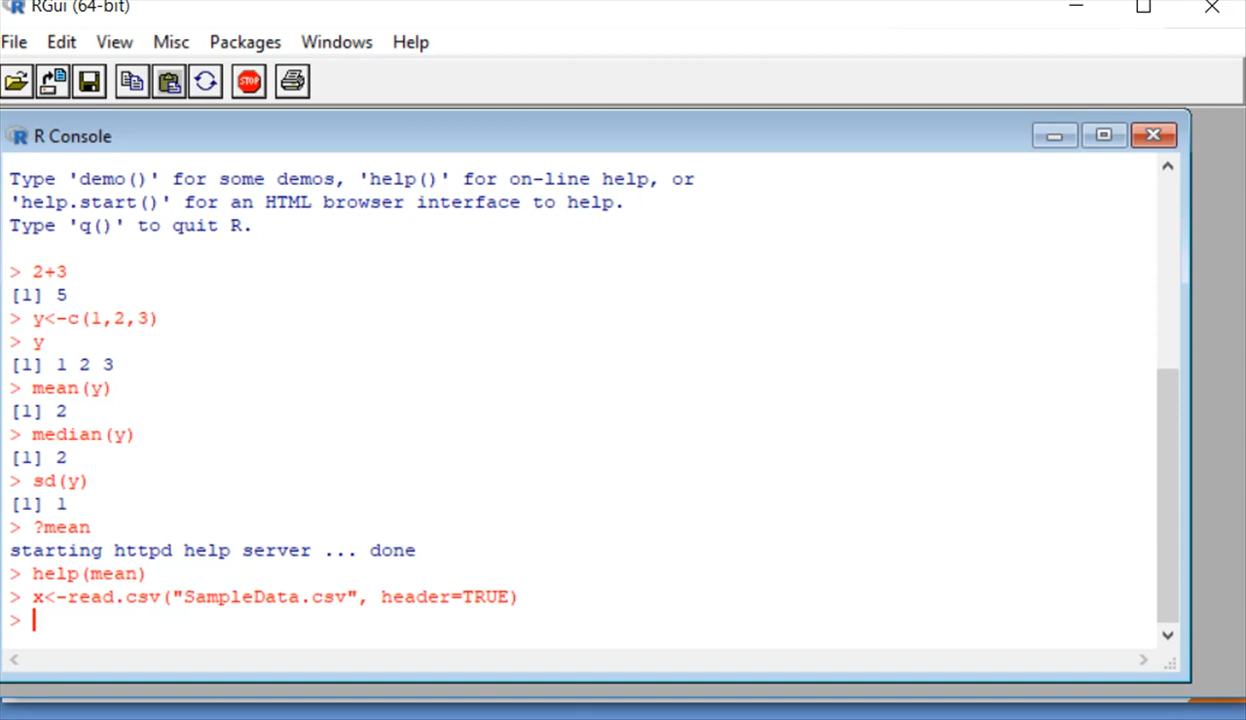 RGui (64-bit)
File Edit View Misc Packages Windows Help
STOP
R Console
Type 'demo()' for some demos, 'help()' for on-line help, or
'help.start()' for an HTML browser interface to help.
Type 'q()' to quit R.
> 2+3
[1] 5
> y<-c(1,2,3)
> y
[1] 1 2 3
> mean(y)
[1] 2
> median(y)
[1] 2
> sd(y)
[1] 1
> ?mean
starting httpd help server ... done
> help(mean)
> x<-read.csv("SampleData.csv", header=TRUE)
>